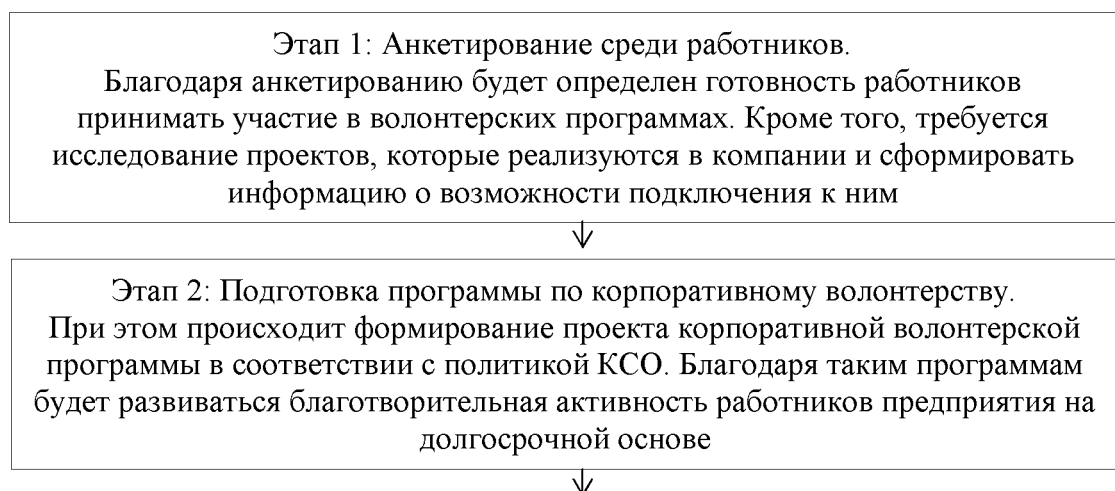 Этап 1: Анкетирование среди работников.
Благодаря анкетированию будет определен готовность работников
принимать участие в волонтерских программах. Кроме того, требуется
исследование проектов, которые реализуются в компании и сформировать
информацию о возможности подключения к ним
Этап 2: Подготовка программы по корпоративному волонтерству.
При этом происходит формирование проекта корпоративной волонтерской
программы в соответствии с политикой КСО. Благодаря таким программам
будет развиваться благотворительная активность работников предприятия на
долгосрочной основе